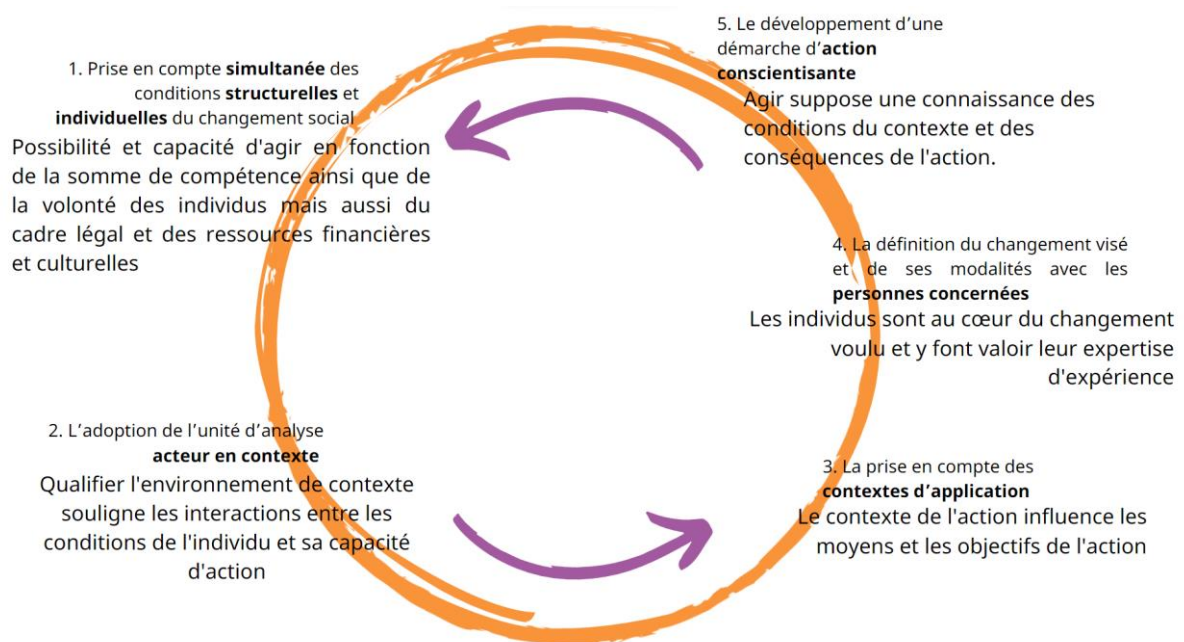 1. Prise en compte simultanée des
conditions structurelles et
individuelles du changement social
Possibilité et capacité d'agir en fonction
de la somme de compétence ainsi que de
la volonté des individus mais aussi du
cadre légal et des ressources financières
et culturelles
2. L’adoption de l’unité d’analyse
acteur en contexte
Qualifier l'environnement de contexte
souligne les interactions entre les
conditions de l'individu et sa capacité
d'action
3. La prise en compte des
contextes d’application
Le contexte de l'action influence les
moyens et les objectifs de l'action
4. La définition du changement visé
et de ses modalités avec les
personnes concernées
Les individus sont au cœur du changement
voulu et y font valoir leur expertise
d'expérience
5. Le développement d’une
démarche d’action
conscientisante
Agir suppose une connaissance des
conditions du contexte et des
conséquences de l'action.